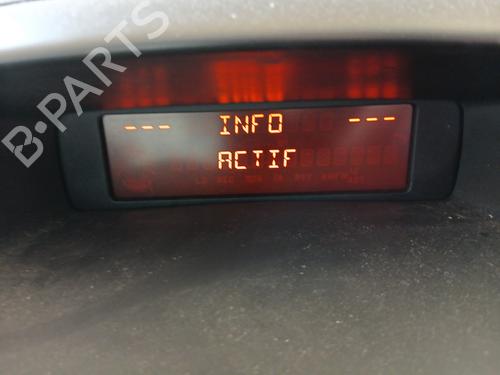 B-PARTS
--- INFO ---
ACTIF